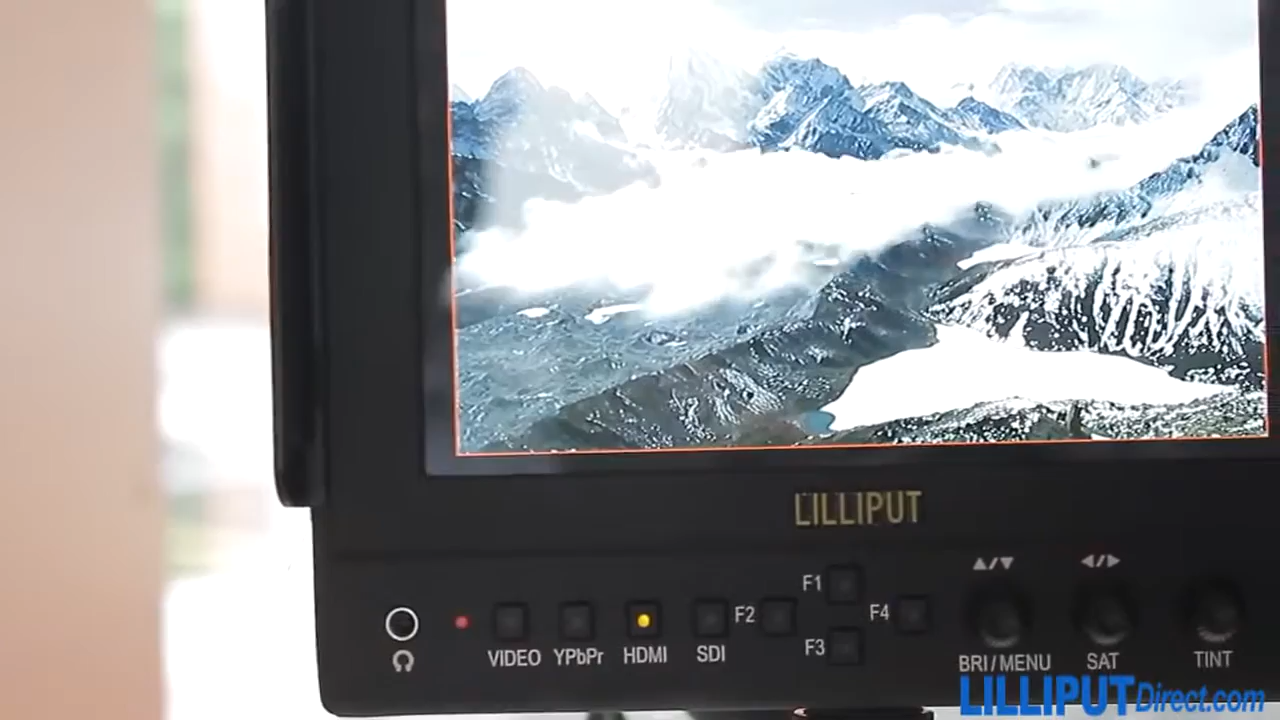 LILLIPUT
▲/▼ ◀/▶
F1
F2 F4
F3
VIDEO YPbPr HDMI SDI
BRI/MENU SAT TINT
LILLIPUTDirect.com